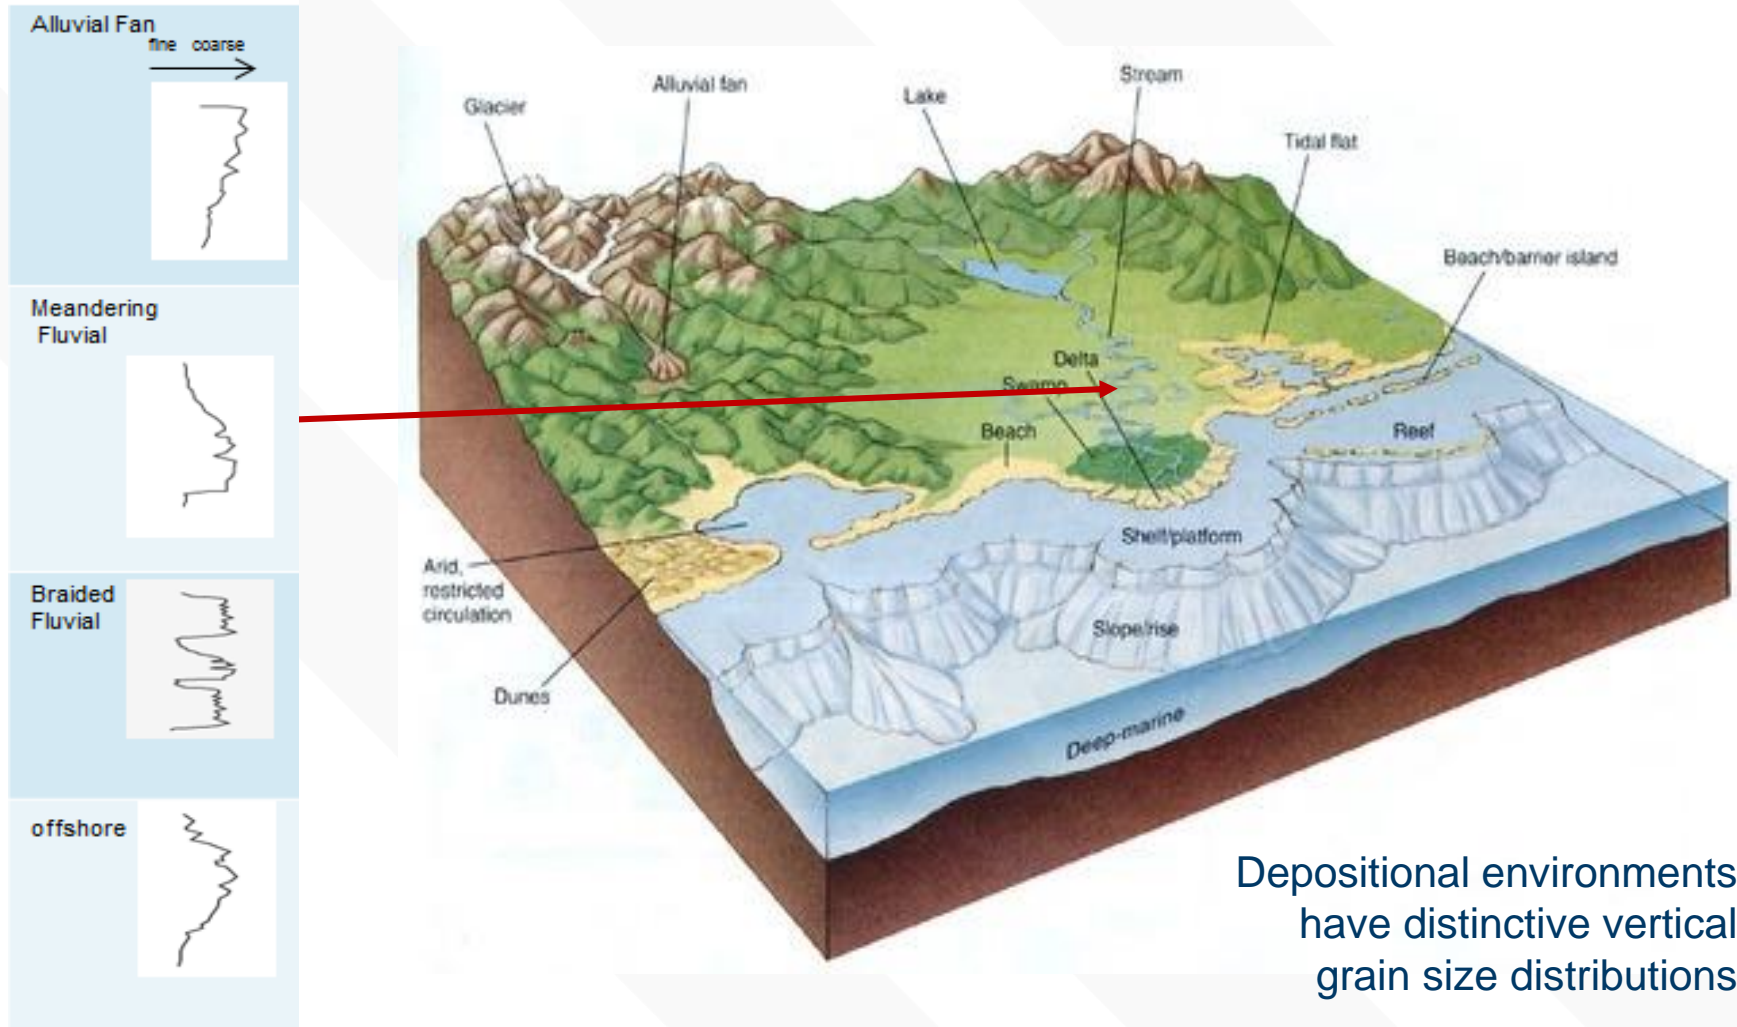 Alluvial Fan
fine coarse
Meandering
Fluvial
Braided
Fluvial
offshore
Glacier
Alluvial fan
Lake
Stream
Tidal flat
Beach/barrier island
Delta
Swamp
Beach
Reef
Shelf/platform
Arid,
restricted
circulation
Slope/rise
Dunes
Deep-marine
Depositional environments
have distinctive vertical
grain size distributions